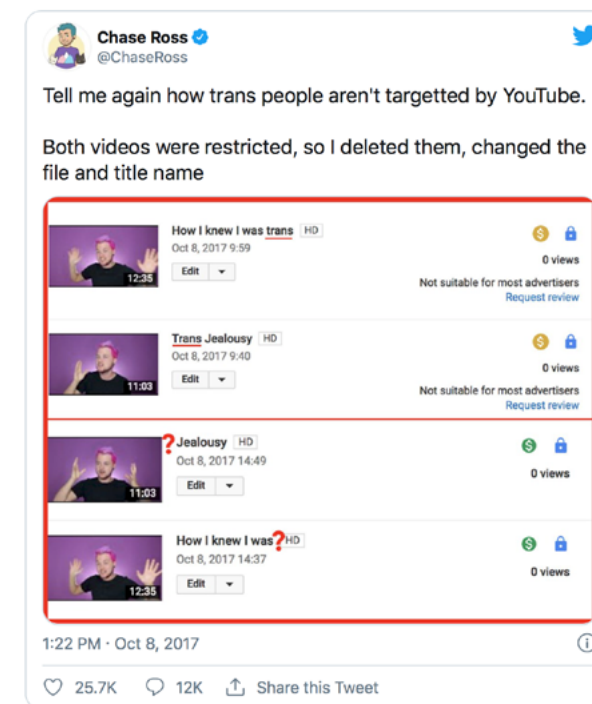 Chase Ross
@ChaseRoss
Tell me again how trans people aren't targetted by YouTube.
Both videos were restricted, so I deleted them, changed the
file and title name
How I knew I was trans HD
Oct 8, 2017 9:59
Edit
12:35
0 views
Not suitable for most advertisers
Request review
Trans Jealousy HD
Oct 8, 2017 9:40
Edit
11:03
0 views
Not suitable for most advertisers
Request review
? Jealousy HD
Oct 8, 2017 14:49
Edit
11:03
0 views
How I knew I was ? HD
Oct 8, 2017 14:37
Edit
12:35
0 views
1:22 PM · Oct 8, 2017
25.7K 12K Share this Tweet